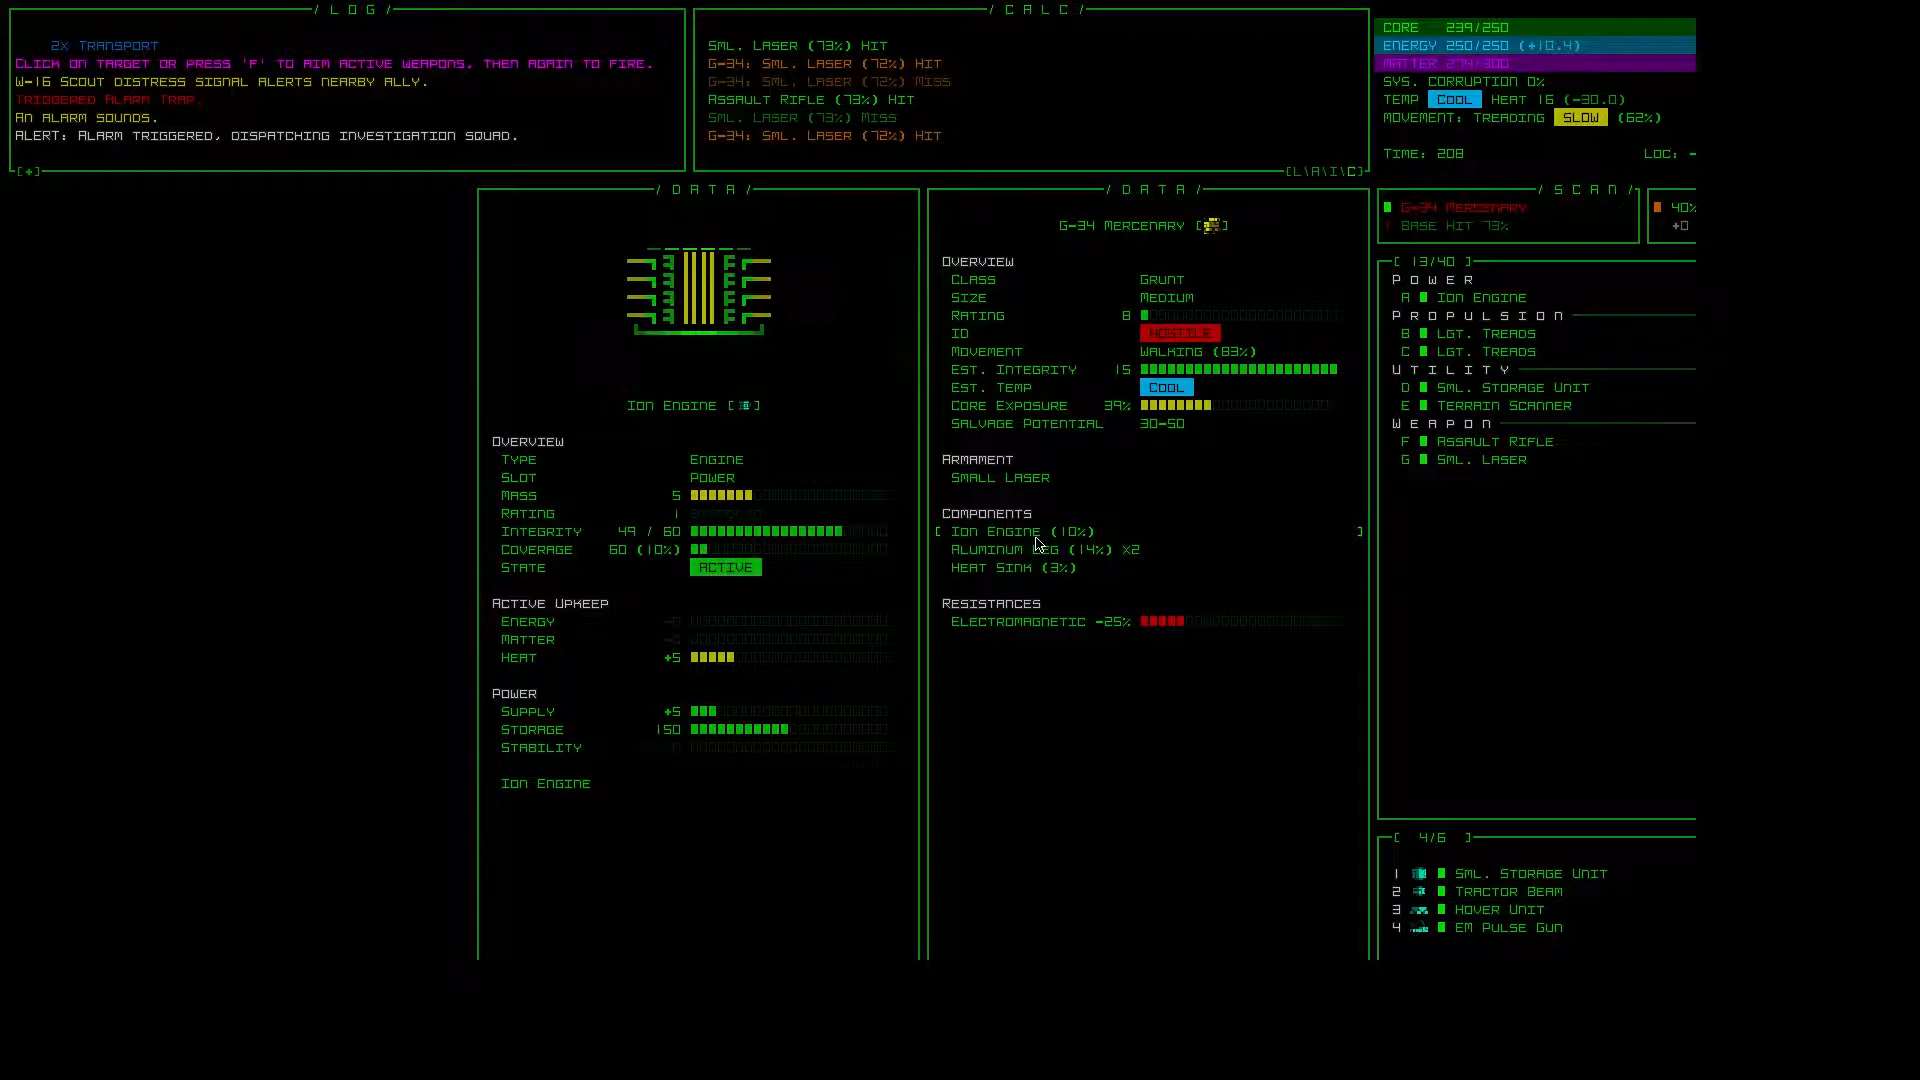 / L O G /
2x Transport
Click on target or press 'F' to aim active weapons, then again to fire.
W-16 Scout distress signal alerts nearby ally.
Triggered Alarm Trap.
An alarm sounds.
ALERT: Alarm triggered, dispatching investigation squad.
[+]
/ C A L C /
Sml. Laser (73%) Hit
G-34: Sml. Laser (72%) Hit
G-34: Sml. Laser (72%) Miss
Assault Rifle (73%) Hit
Sml. Laser (73%) Miss
G-34: Sml. Laser (72%) Hit
[L\A\I\C]
Core 239/250
Energy 250/250 (+10.4)
Matter 274/300
Sys. Corruption 0%
Temp Cool Heat 16 (-30.0)
Movement: Treading SLOW (62%)
Time: 208 Loc: -
/ S C A N /
G-34 Mercenary
Base Hit 73%
40%
+0
/ D A T A /
Ion Engine [ ]
Overview
Type Engine
Slot Power
Mass 5
Rating 1
Integrity 49 / 60
Coverage 60 (10%)
State ACTIVE
Active Upkeep
Energy -0
Matter -0
Heat +5
Power
Supply +5
Storage 150
Stability
Ion Engine
/ D A T A /
G-34 Mercenary [ ]
Overview
Class Grunt
Size Medium
Rating 8
ID HOSTILE
Movement Walking (83%)
Est. Integrity 15
Est. Temp COOL
Core Exposure 39%
Salvage Potential 30-50
Armament
Small Laser
Components
[ Ion Engine (10%) ]
Aluminum Leg (14%) x2
Heat Sink (3%)
Resistances
Electromagnetic -25%
[ 13/40 ]
P o w e r
A Ion Engine
P r o p u l s i o n
B Lgt. Treads
C Lgt. Treads
U t i l i t y
D Sml. Storage Unit
E Terrain Scanner
W e a p o n
F Assault Rifle
G Sml. Laser
[ 4/6 ]
1 Sml. Storage Unit
2 Tractor Beam
3 Hover Unit
4 EM Pulse Gun